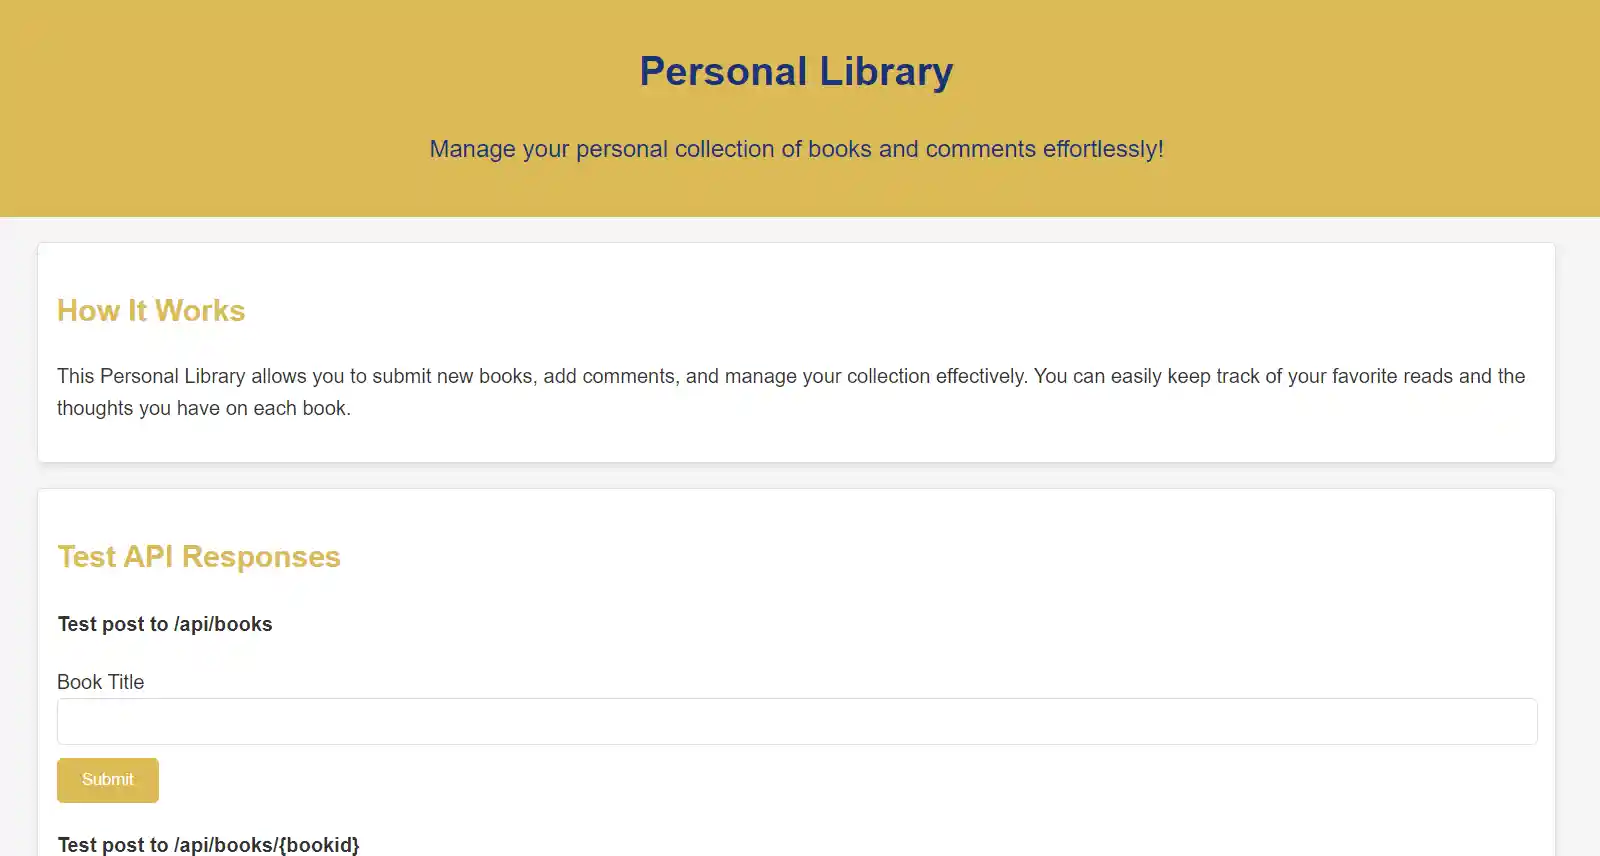 Personal Library
Manage your personal collection of books and comments effortlessly!
How It Works
This Personal Library allows you to submit new books, add comments, and manage your collection effectively. You can easily keep track of your favorite reads and the
thoughts you have on each book.
Test API Responses
Test post to /api/books
Book Title
Submit
Test post to /api/books/{bookid}